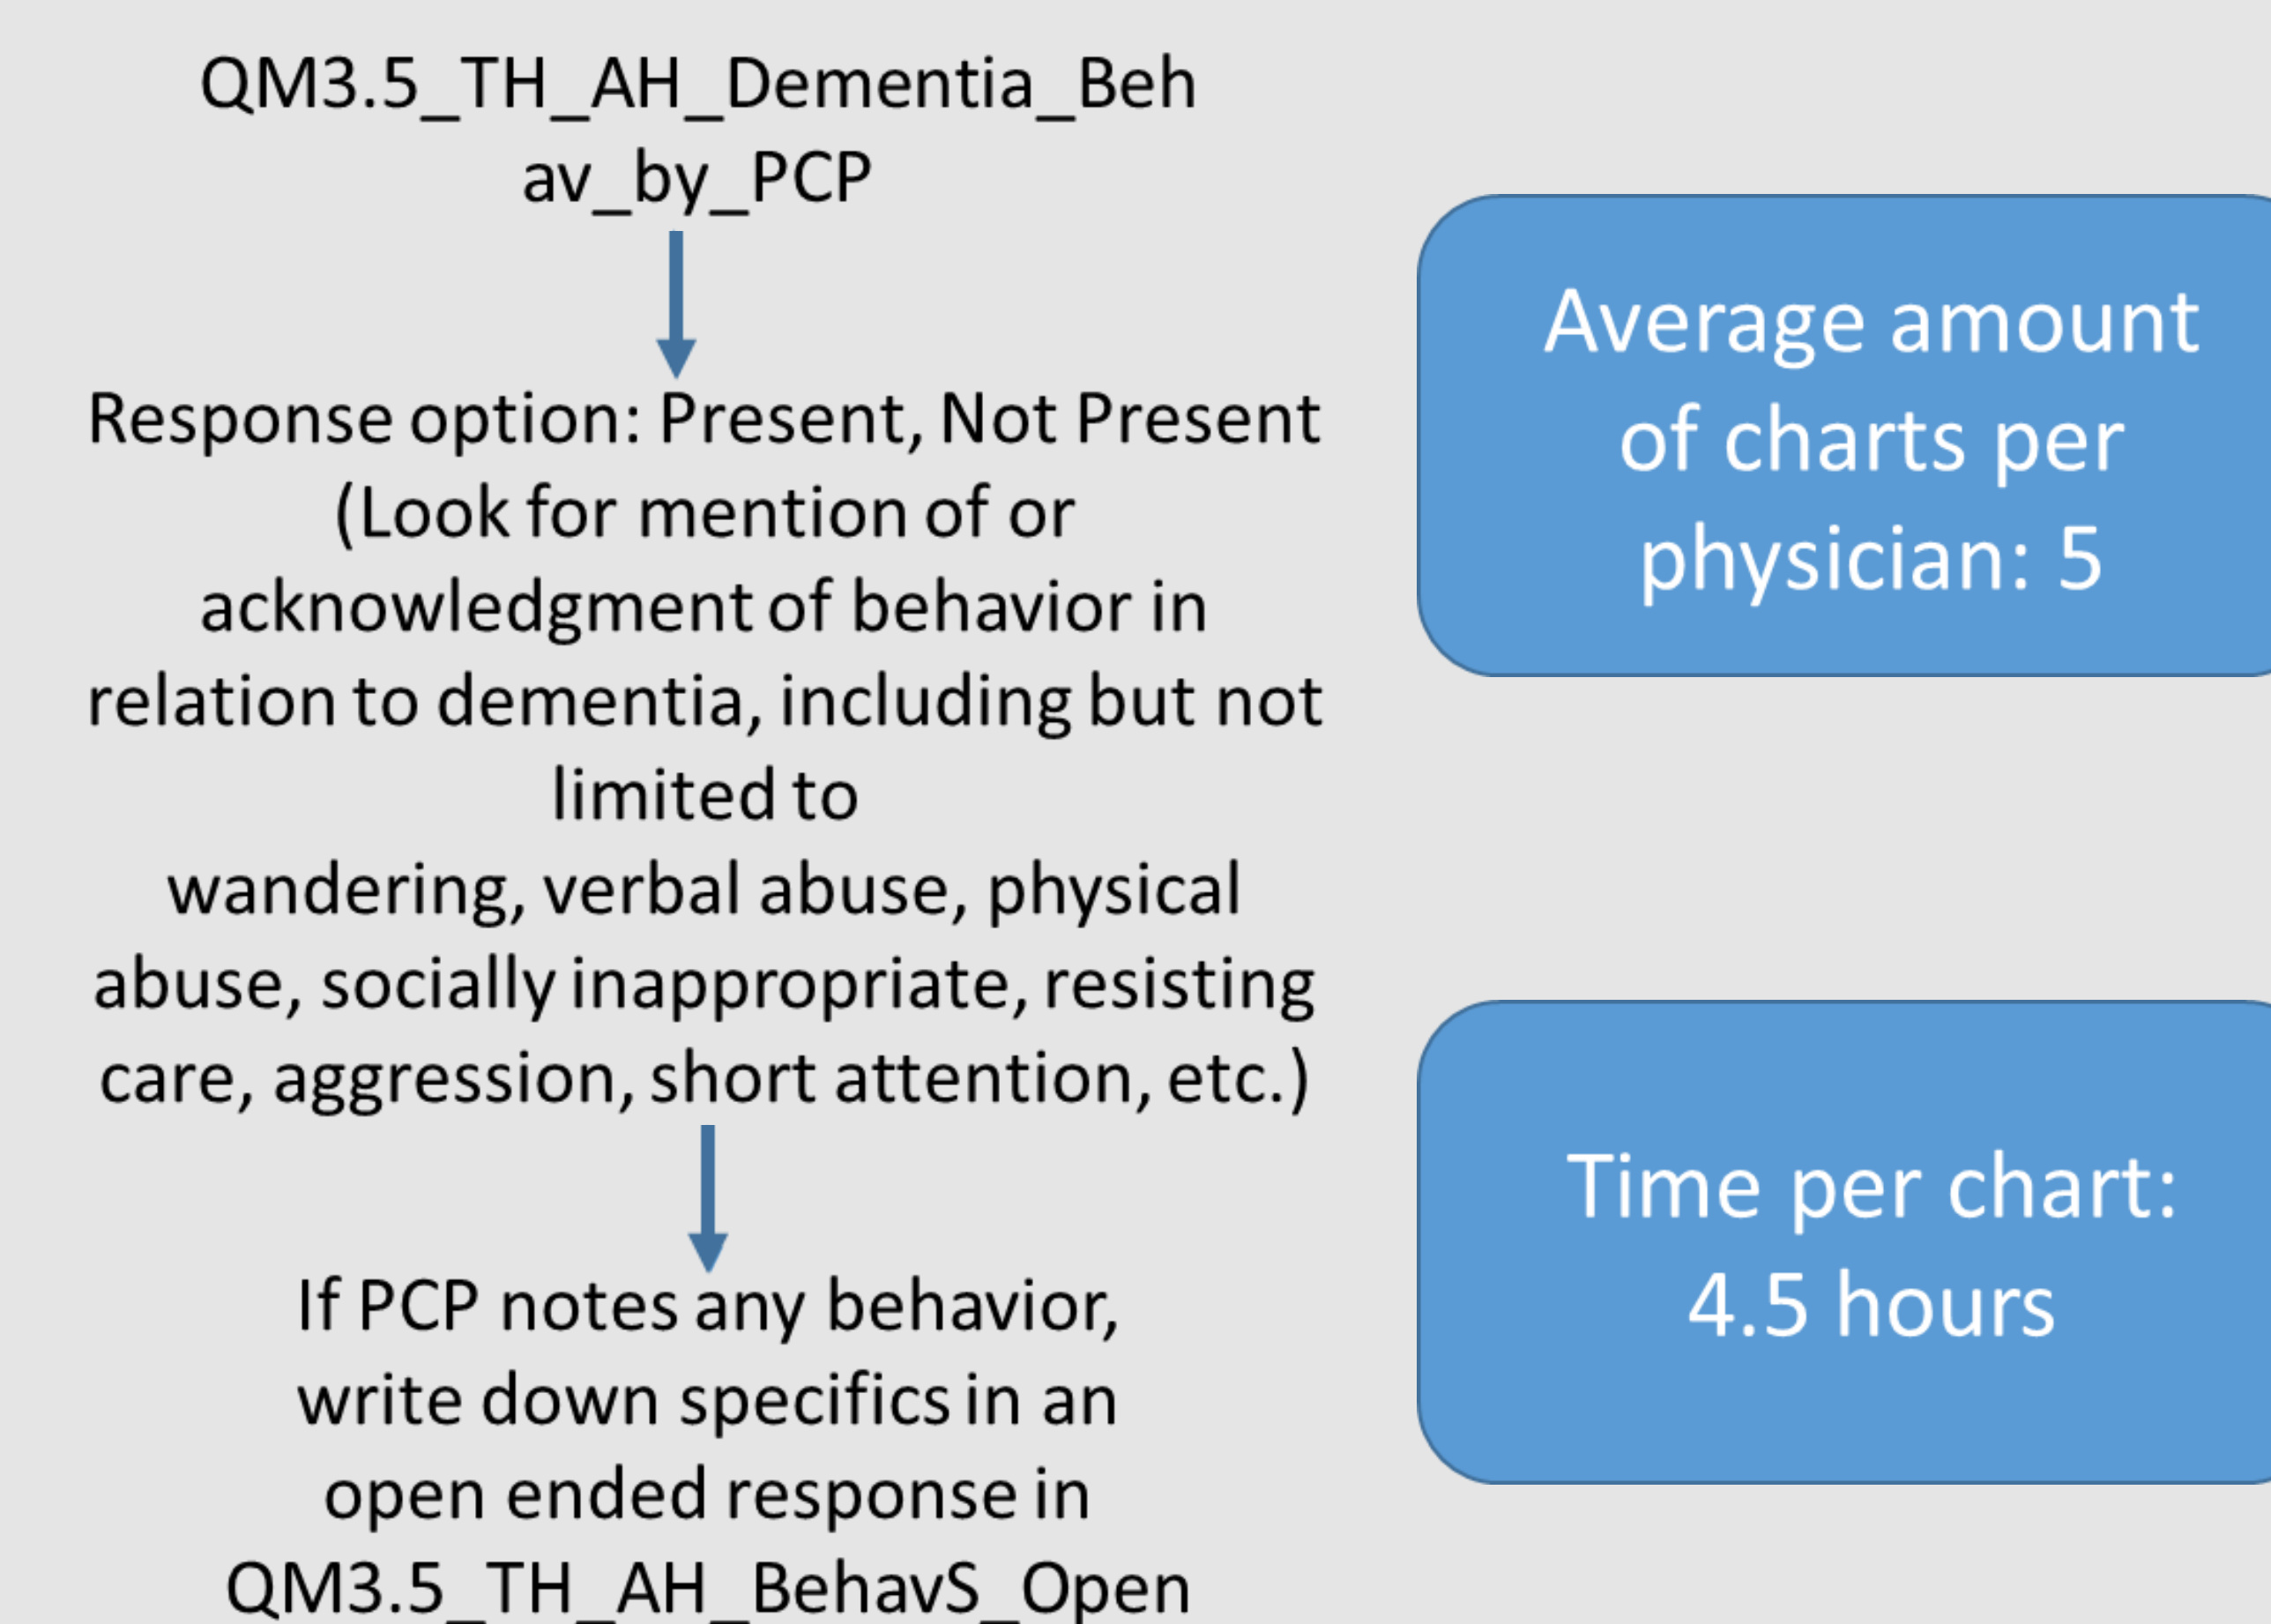 QM3.5_TH_AH_Dementia_Beh
av_by_PCP
Response option: Present, Not Present
(Look for mention of or
acknowledgment of behavior in
relation to dementia, including but not
limited to
wandering, verbal abuse, physical
abuse, socially inappropriate, resisting
care, aggression, short attention, etc.)
If PCP notes any behavior,
write down specifics in an
open ended response in
QM3.5_TH_AH_BehavS_Open
Average amount
of charts per
physician: 5
Time per chart:
4.5 hours